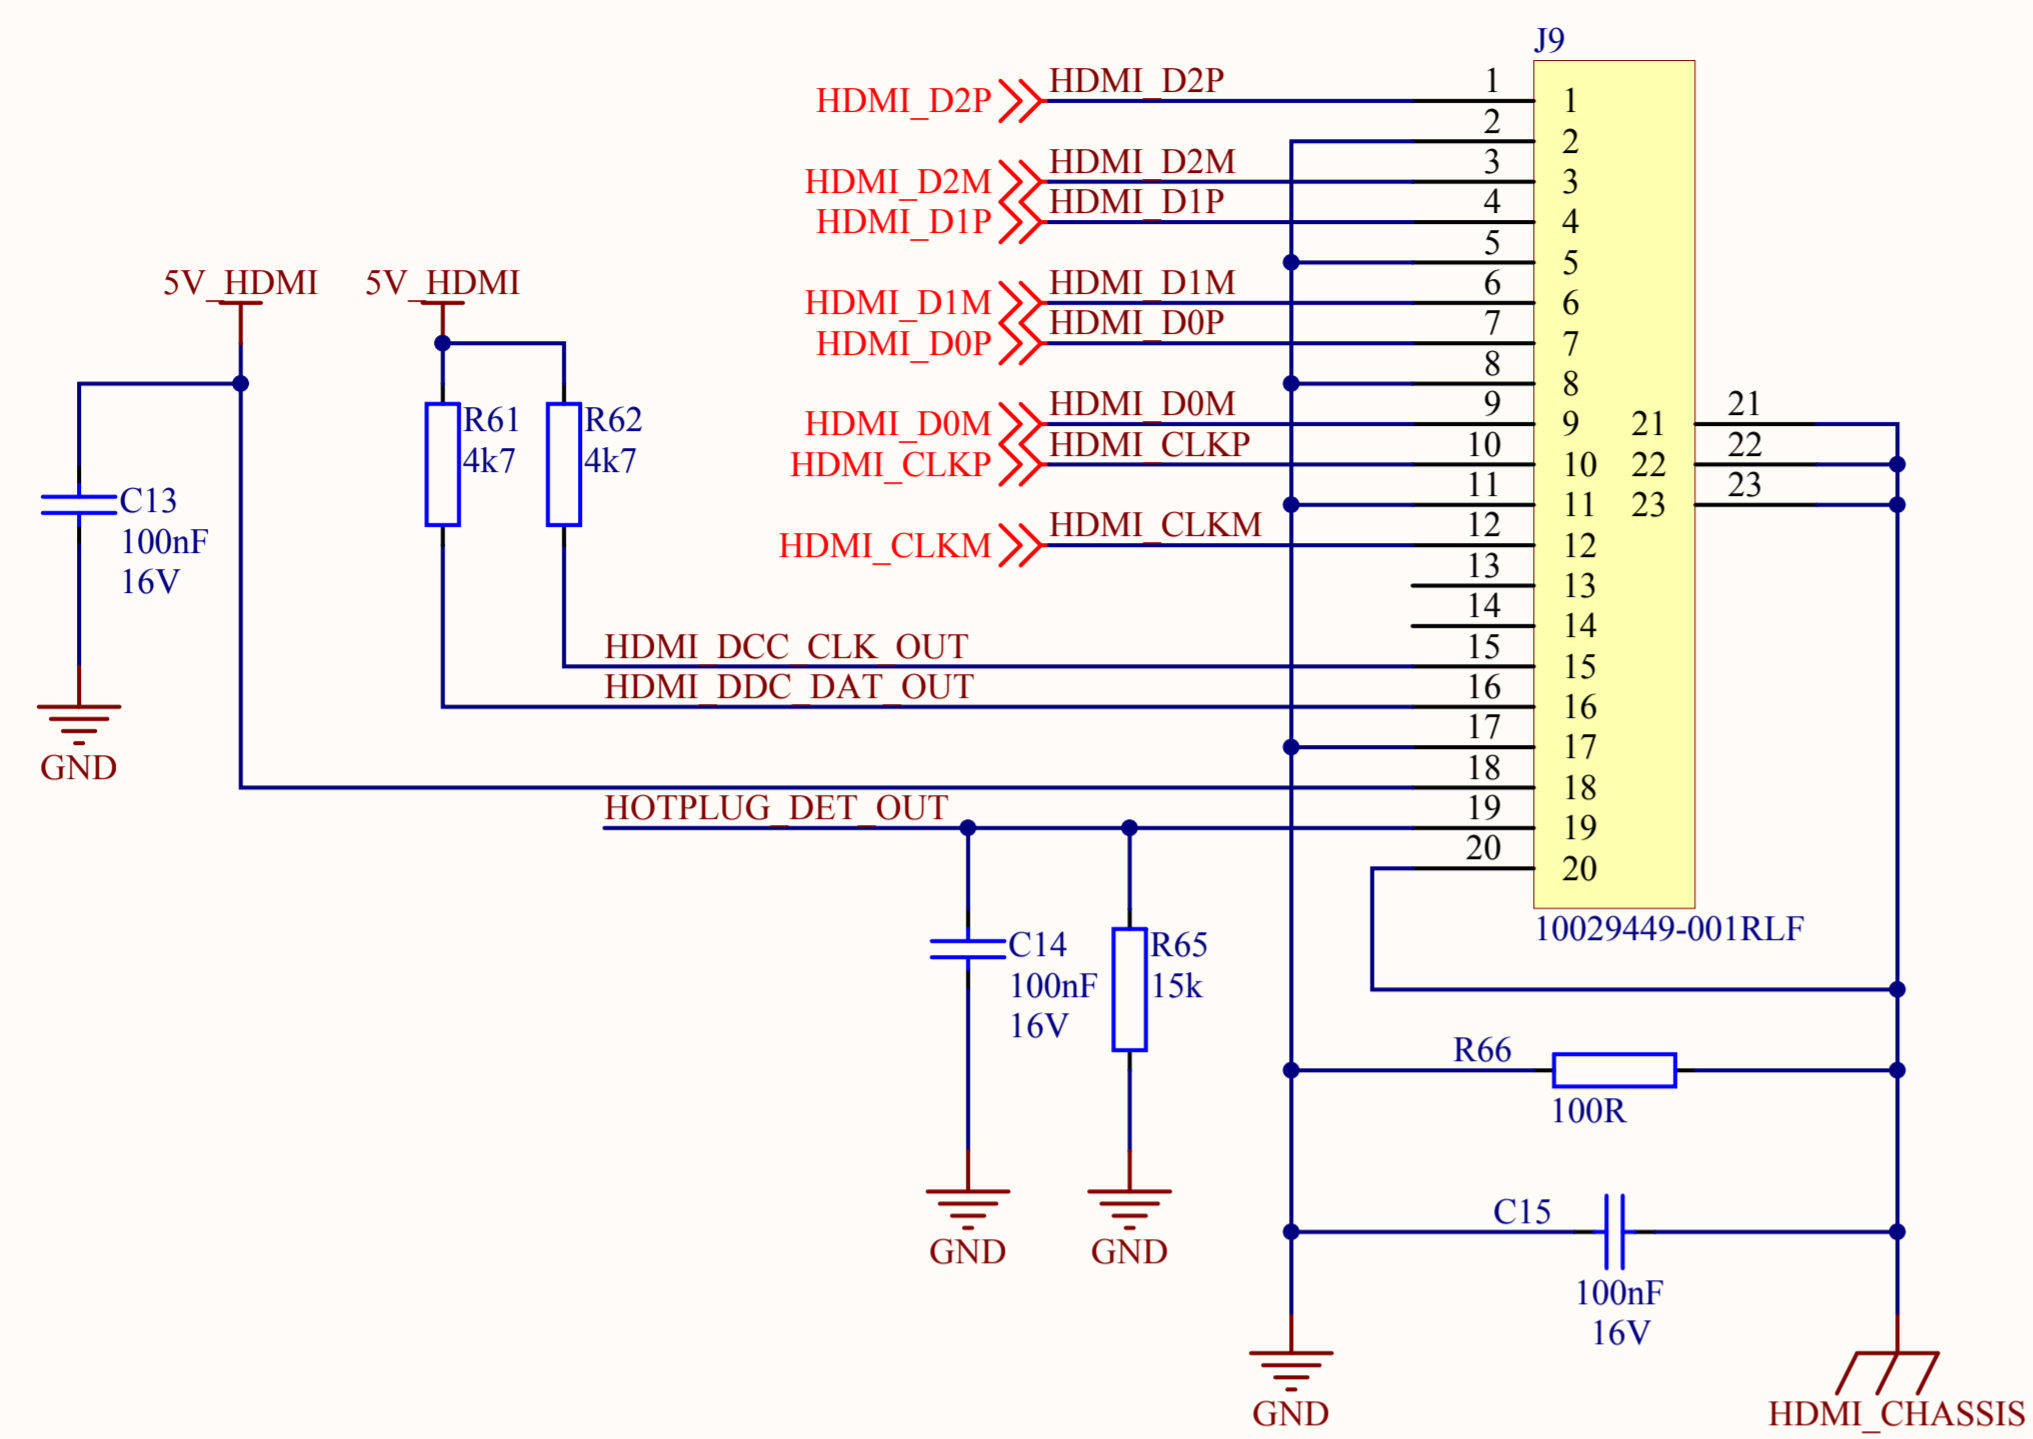 J9
HDMI_D2P HDMI_D2P 1 1
2 2
HDMI_D2M HDMI_D2M 3 3
HDMI_D1P HDMI_D1P 4 4
5 5
5V_HDMI 5V_HDMI
HDMI_D1M HDMI_D1M 6 6
HDMI_D0P HDMI_D0P 7 7
8 8
HDMI_D0M HDMI_D0M 9 9 21 21
HDMI_CLKP HDMI_CLKP 10 10 22 22
11 11 23 23
HDMI_CLKM HDMI_CLKM 12 12
R61
4k7
R62
4k7
C13
100nF
16V
GND
13 13
14 14
HDMI_DCC_CLK_OUT 15 15
HDMI_DDC_DAT_OUT 16 16
17 17
18 18
HOTPLUG_DET_OUT 19 19
20 20
10029449-001RLF
C14
100nF
16V
R65
15k
R66
100R
C15
100nF
16V
GND
GND
GND
HDMI_CHASSIS